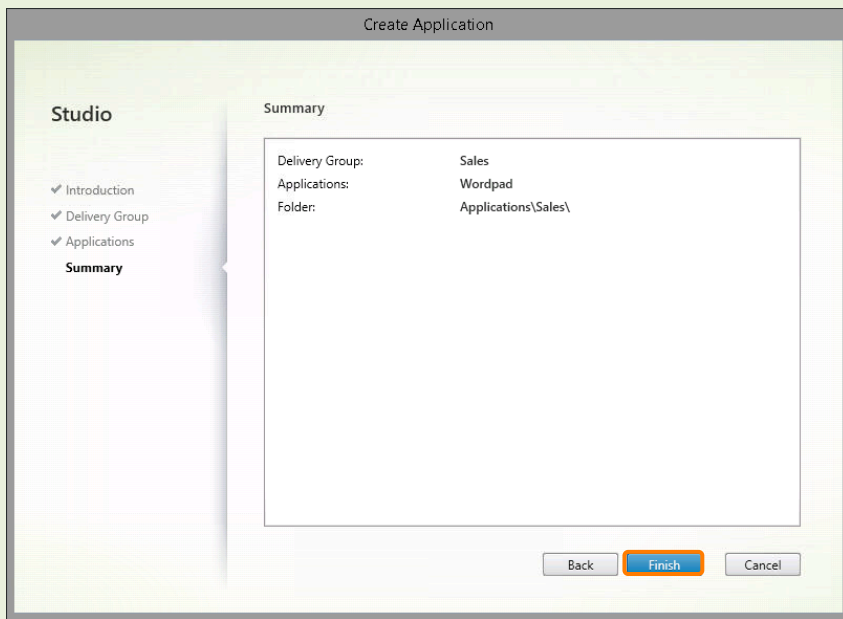 Create Application
Studio
✔ Introduction
✔ Delivery Group
✔ Applications
Summary
Summary
Delivery Group: Sales
Applications: Wordpad
Folder: Applications\Sales\
Back Finish Cancel